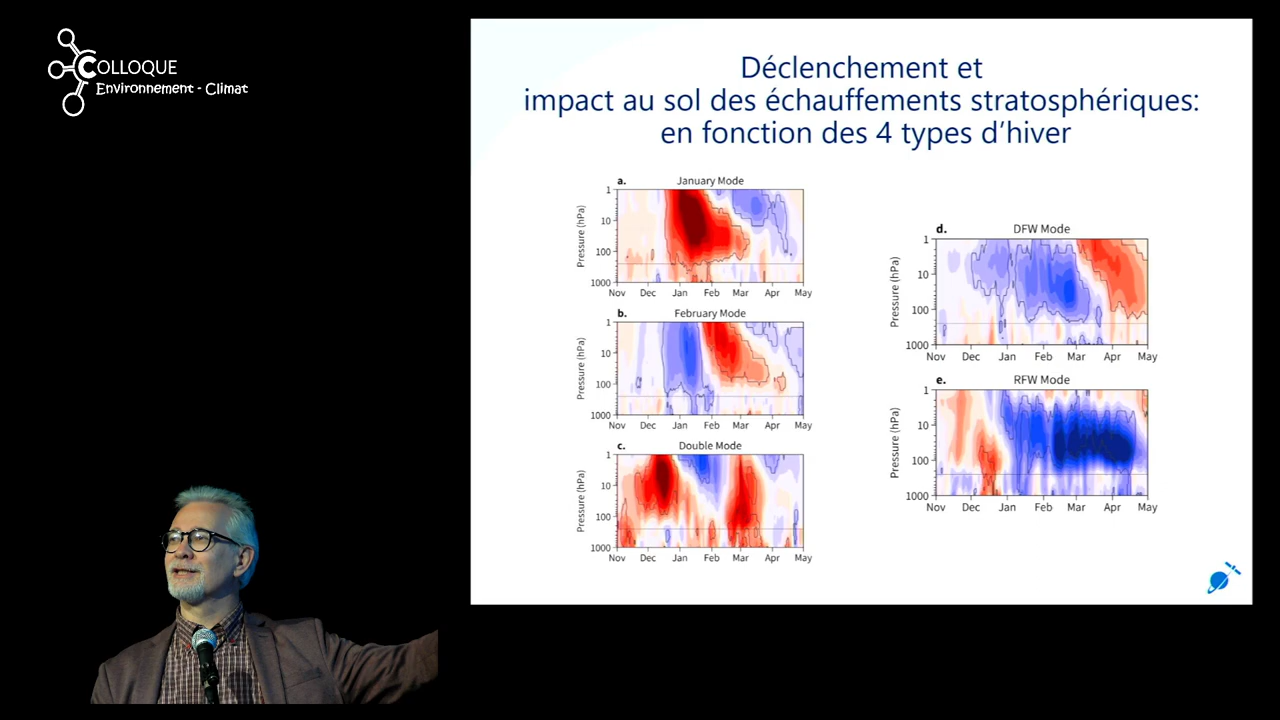 COLLOQUE
Environnement - Climat
Déclenchement et
impact au sol des échauffements stratosphériques:
en fonction des 4 types d'hiver
a. January Mode
Pressure (hPa)
1
10
100
1000
Nov Dec Jan Feb Mar Apr May
b. February Mode
Pressure (hPa)
1
10
100
1000
Nov Dec Jan Feb Mar Apr May
c. Double Mode
Pressure (hPa)
1
10
100
1000
Nov Dec Jan Feb Mar Apr May
d. DFW Mode
Pressure (hPa)
1
10
100
1000
Nov Dec Jan Feb Mar Apr May
e. RFW Mode
Pressure (hPa)
1
10
100
1000
Nov Dec Jan Feb Mar Apr May